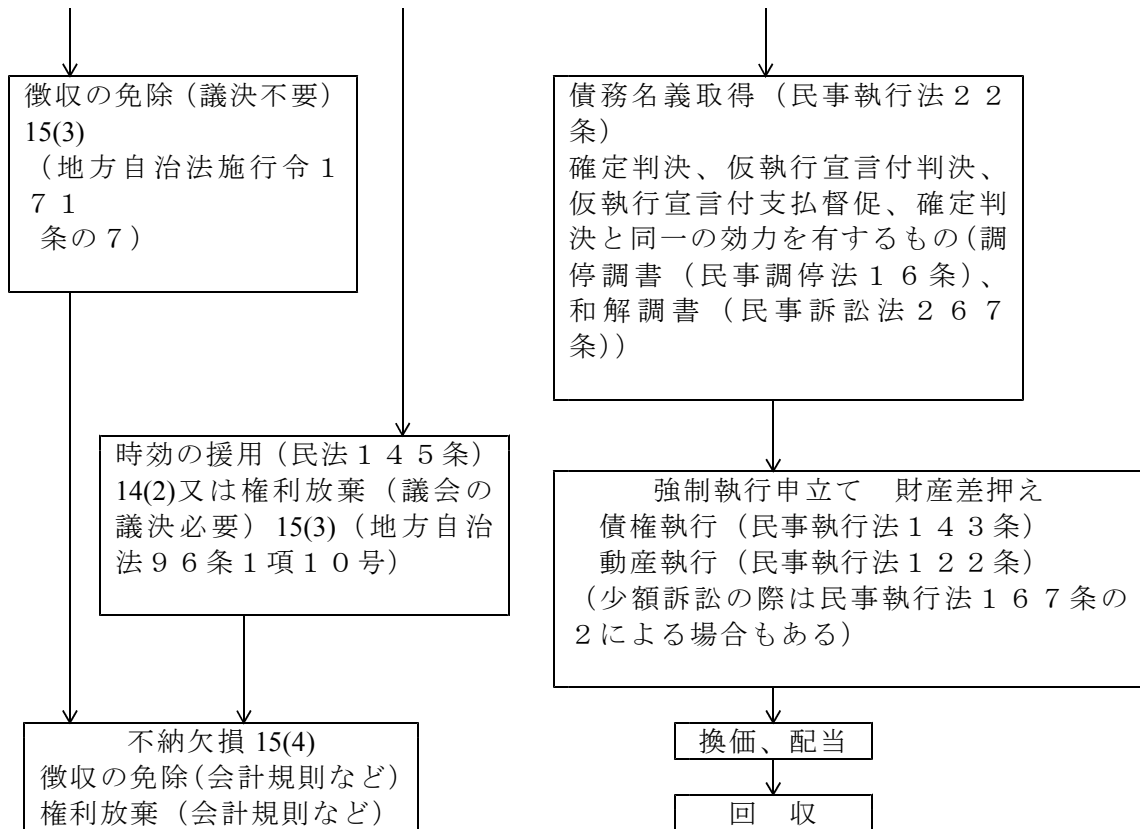 徴収の免除（議決不要）
15(3)
（地方自治法施行令１
７１
条の７）
債務名義取得（民事執行法２２
条）
確定判決、仮執行宣言付判決、
仮執行宣言付支払督促、確定判
決と同一の効力を有するもの（調
停調書（民事調停法１６条）、
和解調書（民事訴訟法２６７
条））
時効の援用（民法１４５条）
14(2)又は権利放棄（議会の
議決必要）15(3)（地方自治
法９６条１項１０号）
強制執行申立て　財産差押え
債権執行（民事執行法１４３条）
動産執行（民事執行法１２２条）
（少額訴訟の際は民事執行法１６７条の
２による場合もある）
不納欠損 15(4)
徴収の免除（会計規則など）
権利放棄（会計規則など）
換価、配当
回　収